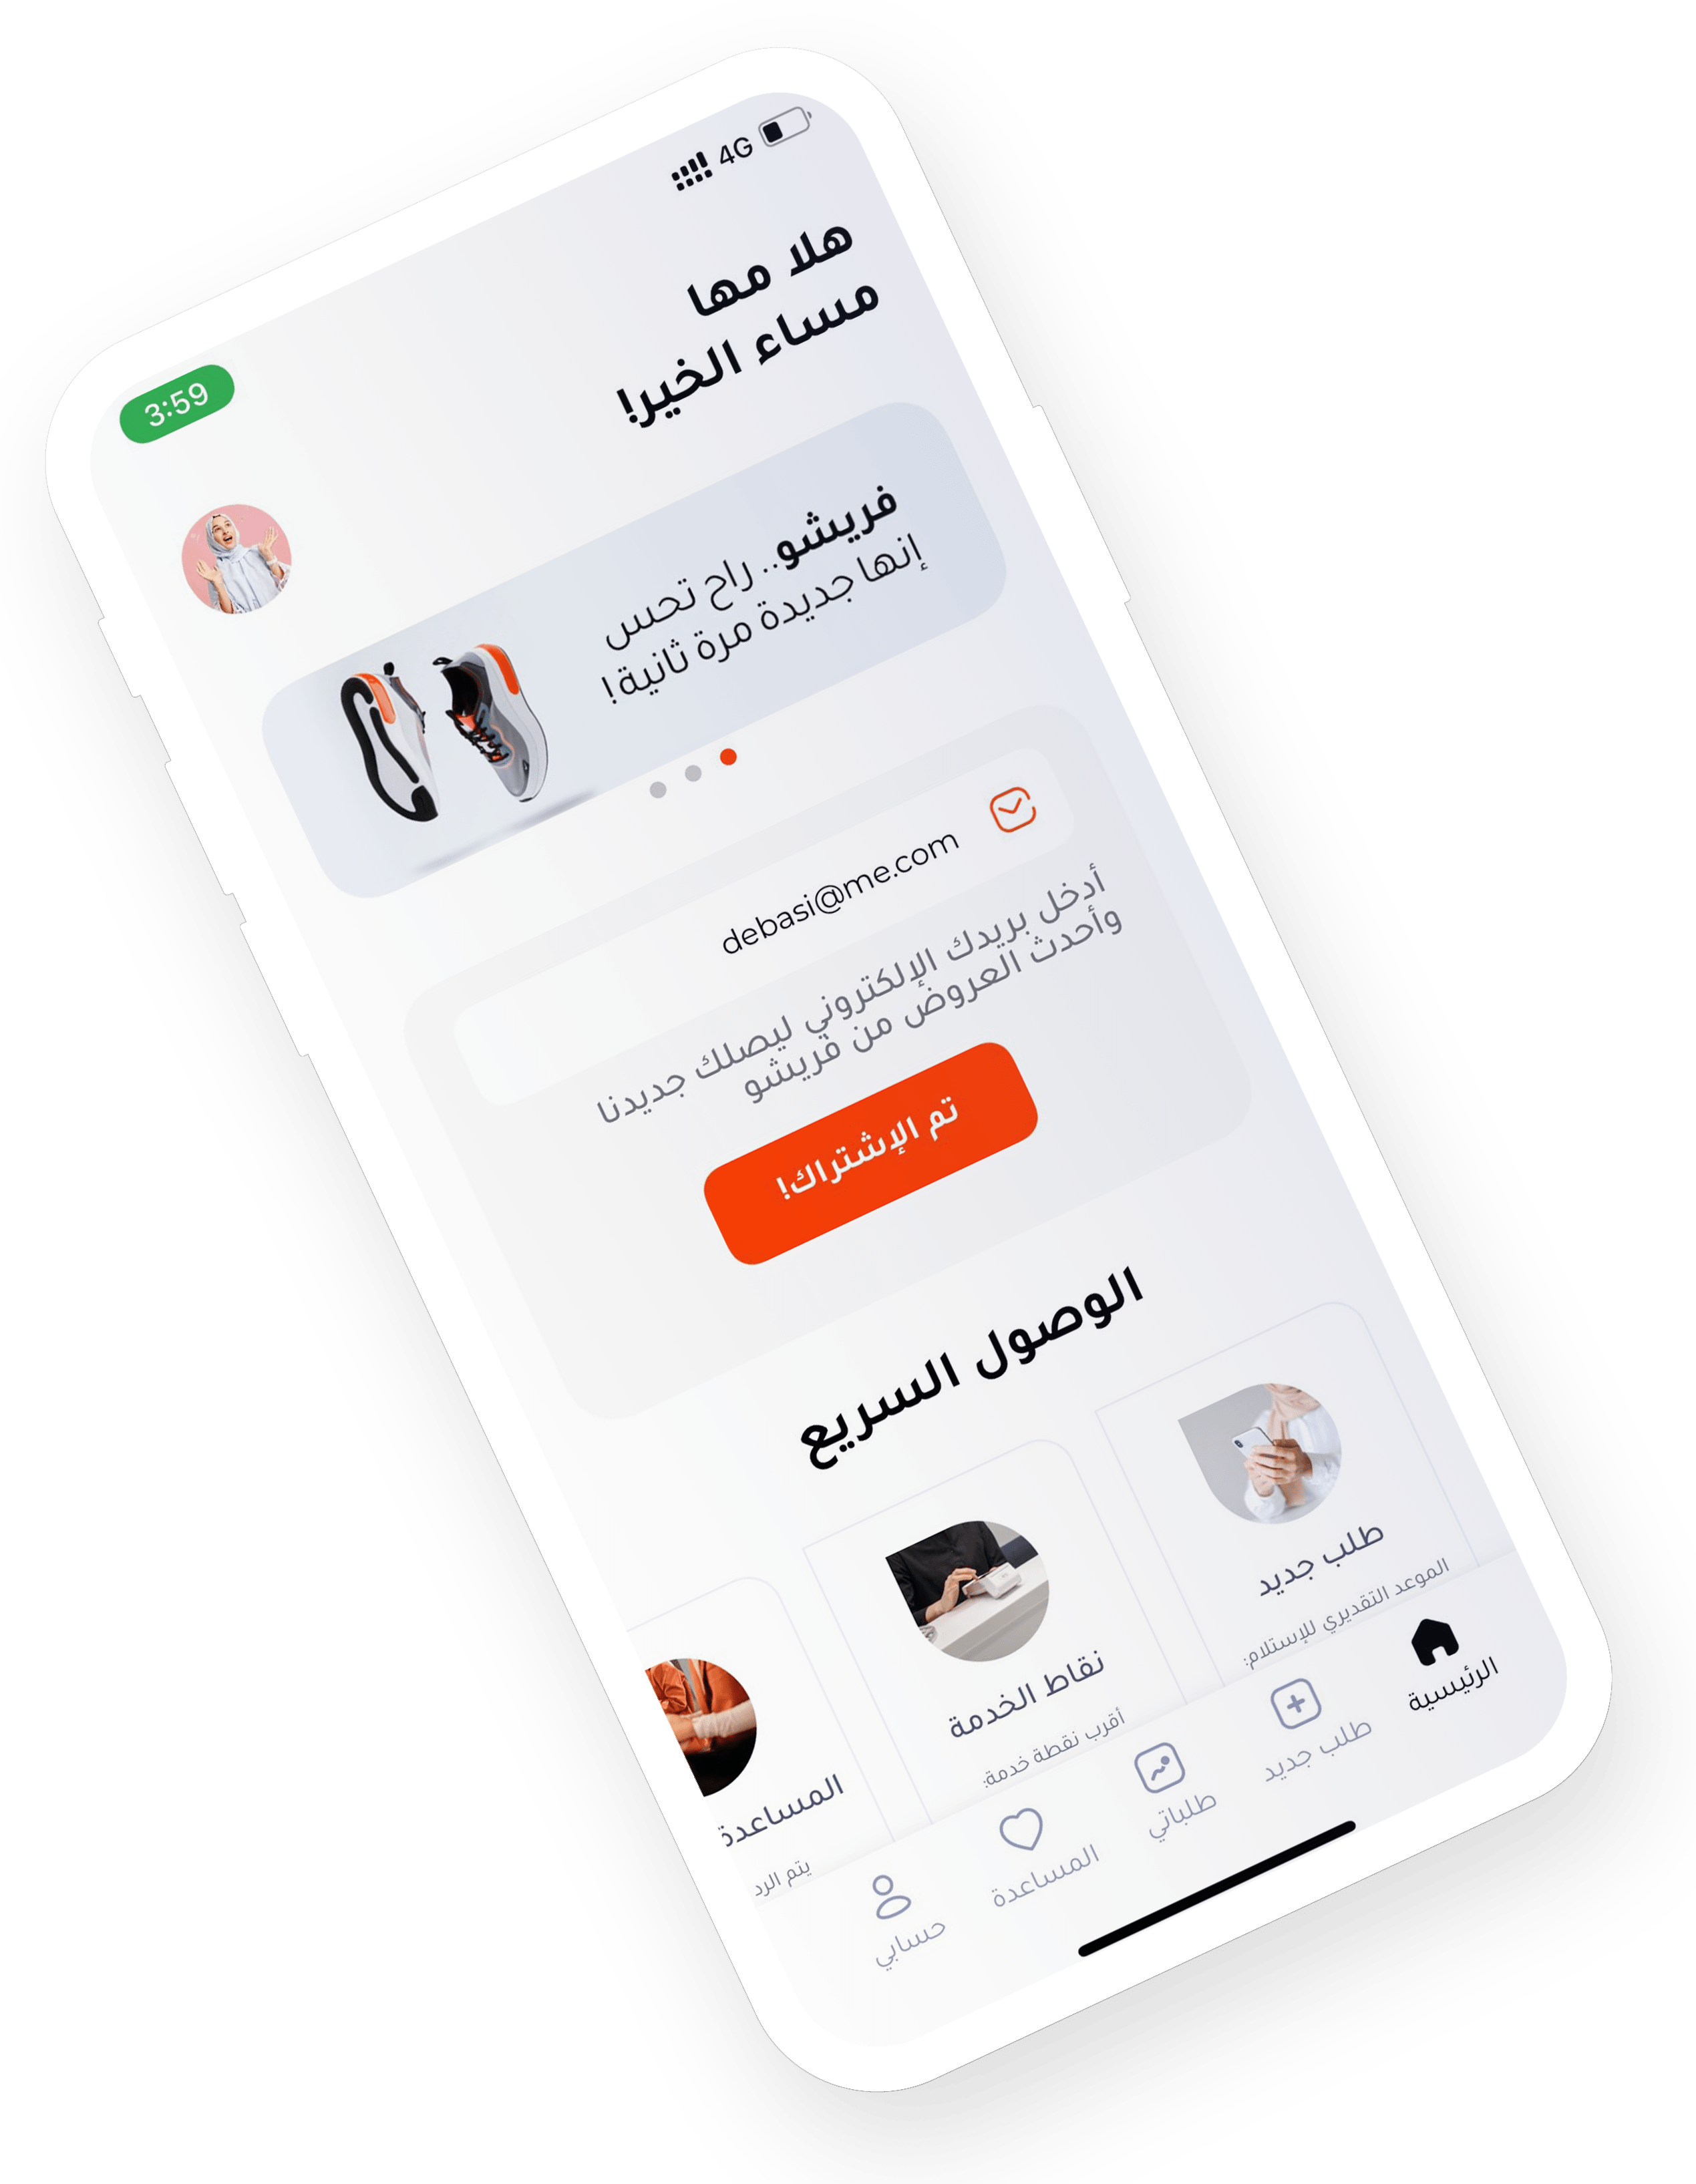 3:59
4G
هلا مها
مساء الخير!
فريشو.. راح تحس
إنها جديدة مرة ثانية!
debasi@me.com
أدخل بريدك الإلكتروني ليصلك جديدنا
وأحدث العروض من فريشو
تم الإشتراك!
الوصول السريع
طلب جديد
الموعد التقديري للإستلام:
نقاط الخدمة
أقرب نقطة خدمة:
المساعدة
يتم الرد
الرئيسية
طلب جديد
طلباتي
المساعدة
حسابي